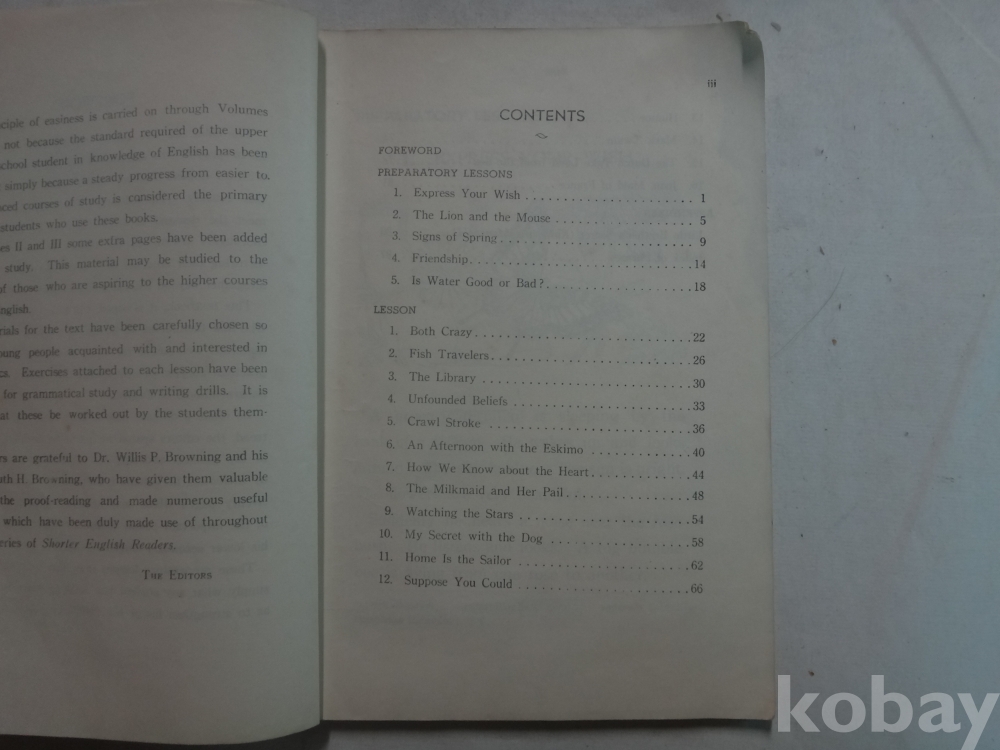 ciple of easiness is carried on through Volumes
not because the standard required of the upper
school student in knowledge of English has been
simply because a steady progress from easier to
nced courses of study is considered the primary
students who use these books.
es II and III some extra pages have been added
study. This material may be studied to the
of those who are aspiring to the higher courses
nglish.
rials for the text have been carefully chosen so
oung people acquainted with and interested in
ca. Exercises attached to each lesson have been
for grammatical study and writing drills. It is
at these be worked out by the students them-
rs are grateful to Dr. Willis P. Browning and his
uth H. Browning, who have given them valuable
the proof-reading and made numerous useful
which have been duly made use of throughout
eries of Shorter English Readers.
THE EDITORS
iii
CONTENTS
FOREWORD
PREPARATORY LESSONS
1. Express Your Wish . . . . . . . . . . . . . . . . . . . . . . 1
2. The Lion and the Mouse . . . . . . . . . . . . . . . . . . 5
3. Signs of Spring . . . . . . . . . . . . . . . . . . . . . . . . . 9
4. Friendship . . . . . . . . . . . . . . . . . . . . . . . . . . . . 14
5. Is Water Good or Bad? . . . . . . . . . . . . . . . . . . . 18
LESSON
1. Both Crazy . . . . . . . . . . . . . . . . . . . . . . . . . . . . 22
2. Fish Travelers . . . . . . . . . . . . . . . . . . . . . . . . . . 26
3. The Library . . . . . . . . . . . . . . . . . . . . . . . . . . . 30
4. Unfounded Beliefs . . . . . . . . . . . . . . . . . . . . . . . 33
5. Crawl Stroke . . . . . . . . . . . . . . . . . . . . . . . . . . 36
6. An Afternoon with the Eskimo . . . . . . . . . . . . . . 40
7. How We Know about the Heart . . . . . . . . . . . . . . 44
8. The Milkmaid and Her Pail . . . . . . . . . . . . . . . . . 48
9. Watching the Stars . . . . . . . . . . . . . . . . . . . . . . 54
10. My Secret with the Dog . . . . . . . . . . . . . . . . . . 58
11. Home Is the Sailor . . . . . . . . . . . . . . . . . . . . . . 62
12. Suppose You Could . . . . . . . . . . . . . . . . . . . . . . 66
kobay